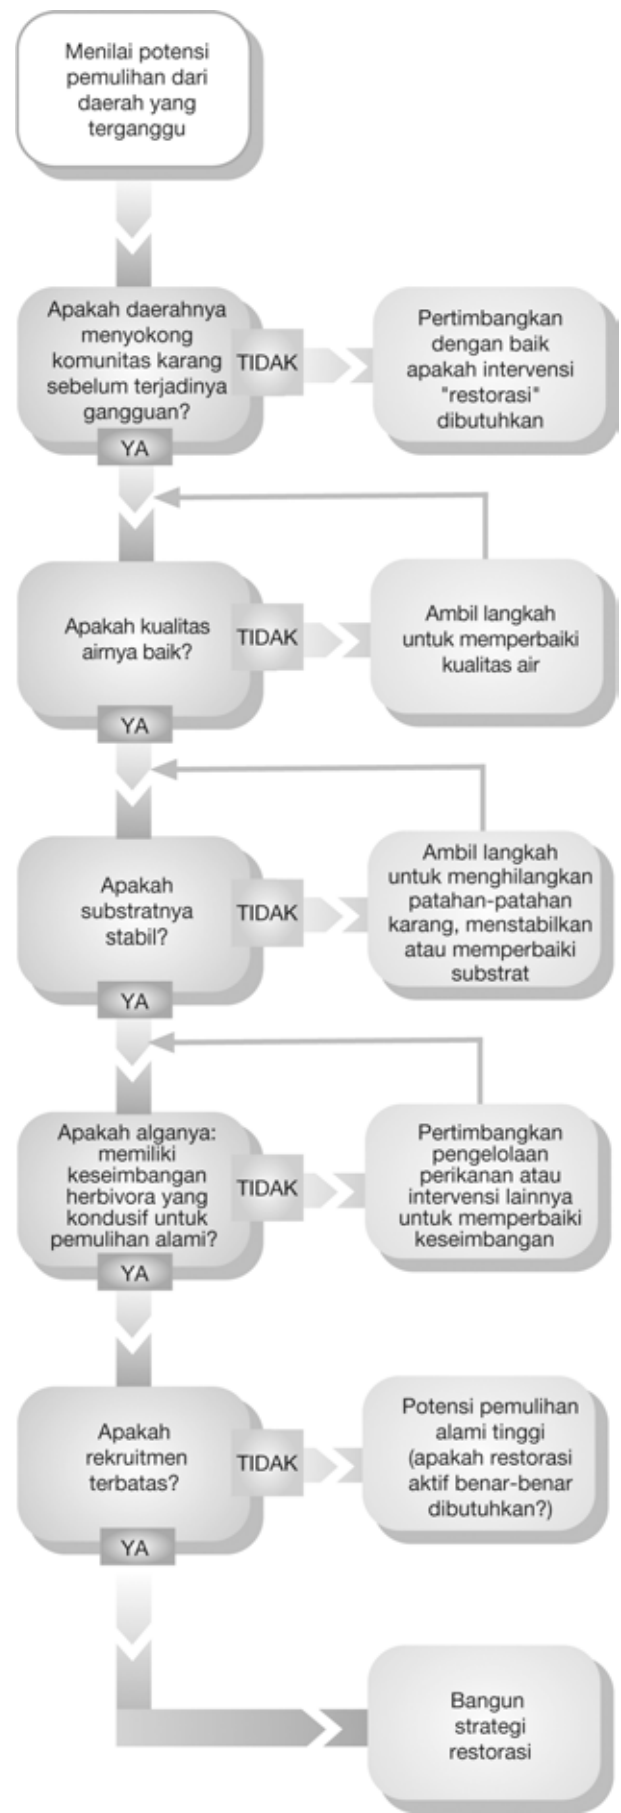 Menilai potensi
pemulihan dari
daerah yang
terganggu
Apakah daerahnya
menyokong
komunitas karang
sebelum terjadinya
gangguan?
TIDAK
Pertimbangkan
dengan baik
apakah intervensi
"restorasi"
dibutuhkan
YA
Apakah kualitas
airnya baik?
TIDAK
Ambil langkah
untuk memperbaiki
kualitas air
YA
Apakah
substratnya
stabil?
TIDAK
Ambil langkah
untuk menghilangkan
patahan-patahan
karang, menstabilkan
atau memperbaiki
substrat
YA
Apakah alganya:
memiliki
keseimbangan
herbivora yang
kondusif untuk
pemulihan alami?
TIDAK
Pertimbangkan
pengelolaan
perikanan atau
intervensi lainnya
untuk memperbaiki
keseimbangan
YA
Apakah
rekruitmen
terbatas?
TIDAK
Potensi pemulihan
alami tinggi
(apakah restorasi
aktif benar-benar
dibutuhkan?)
YA
Bangun
strategi
restorasi